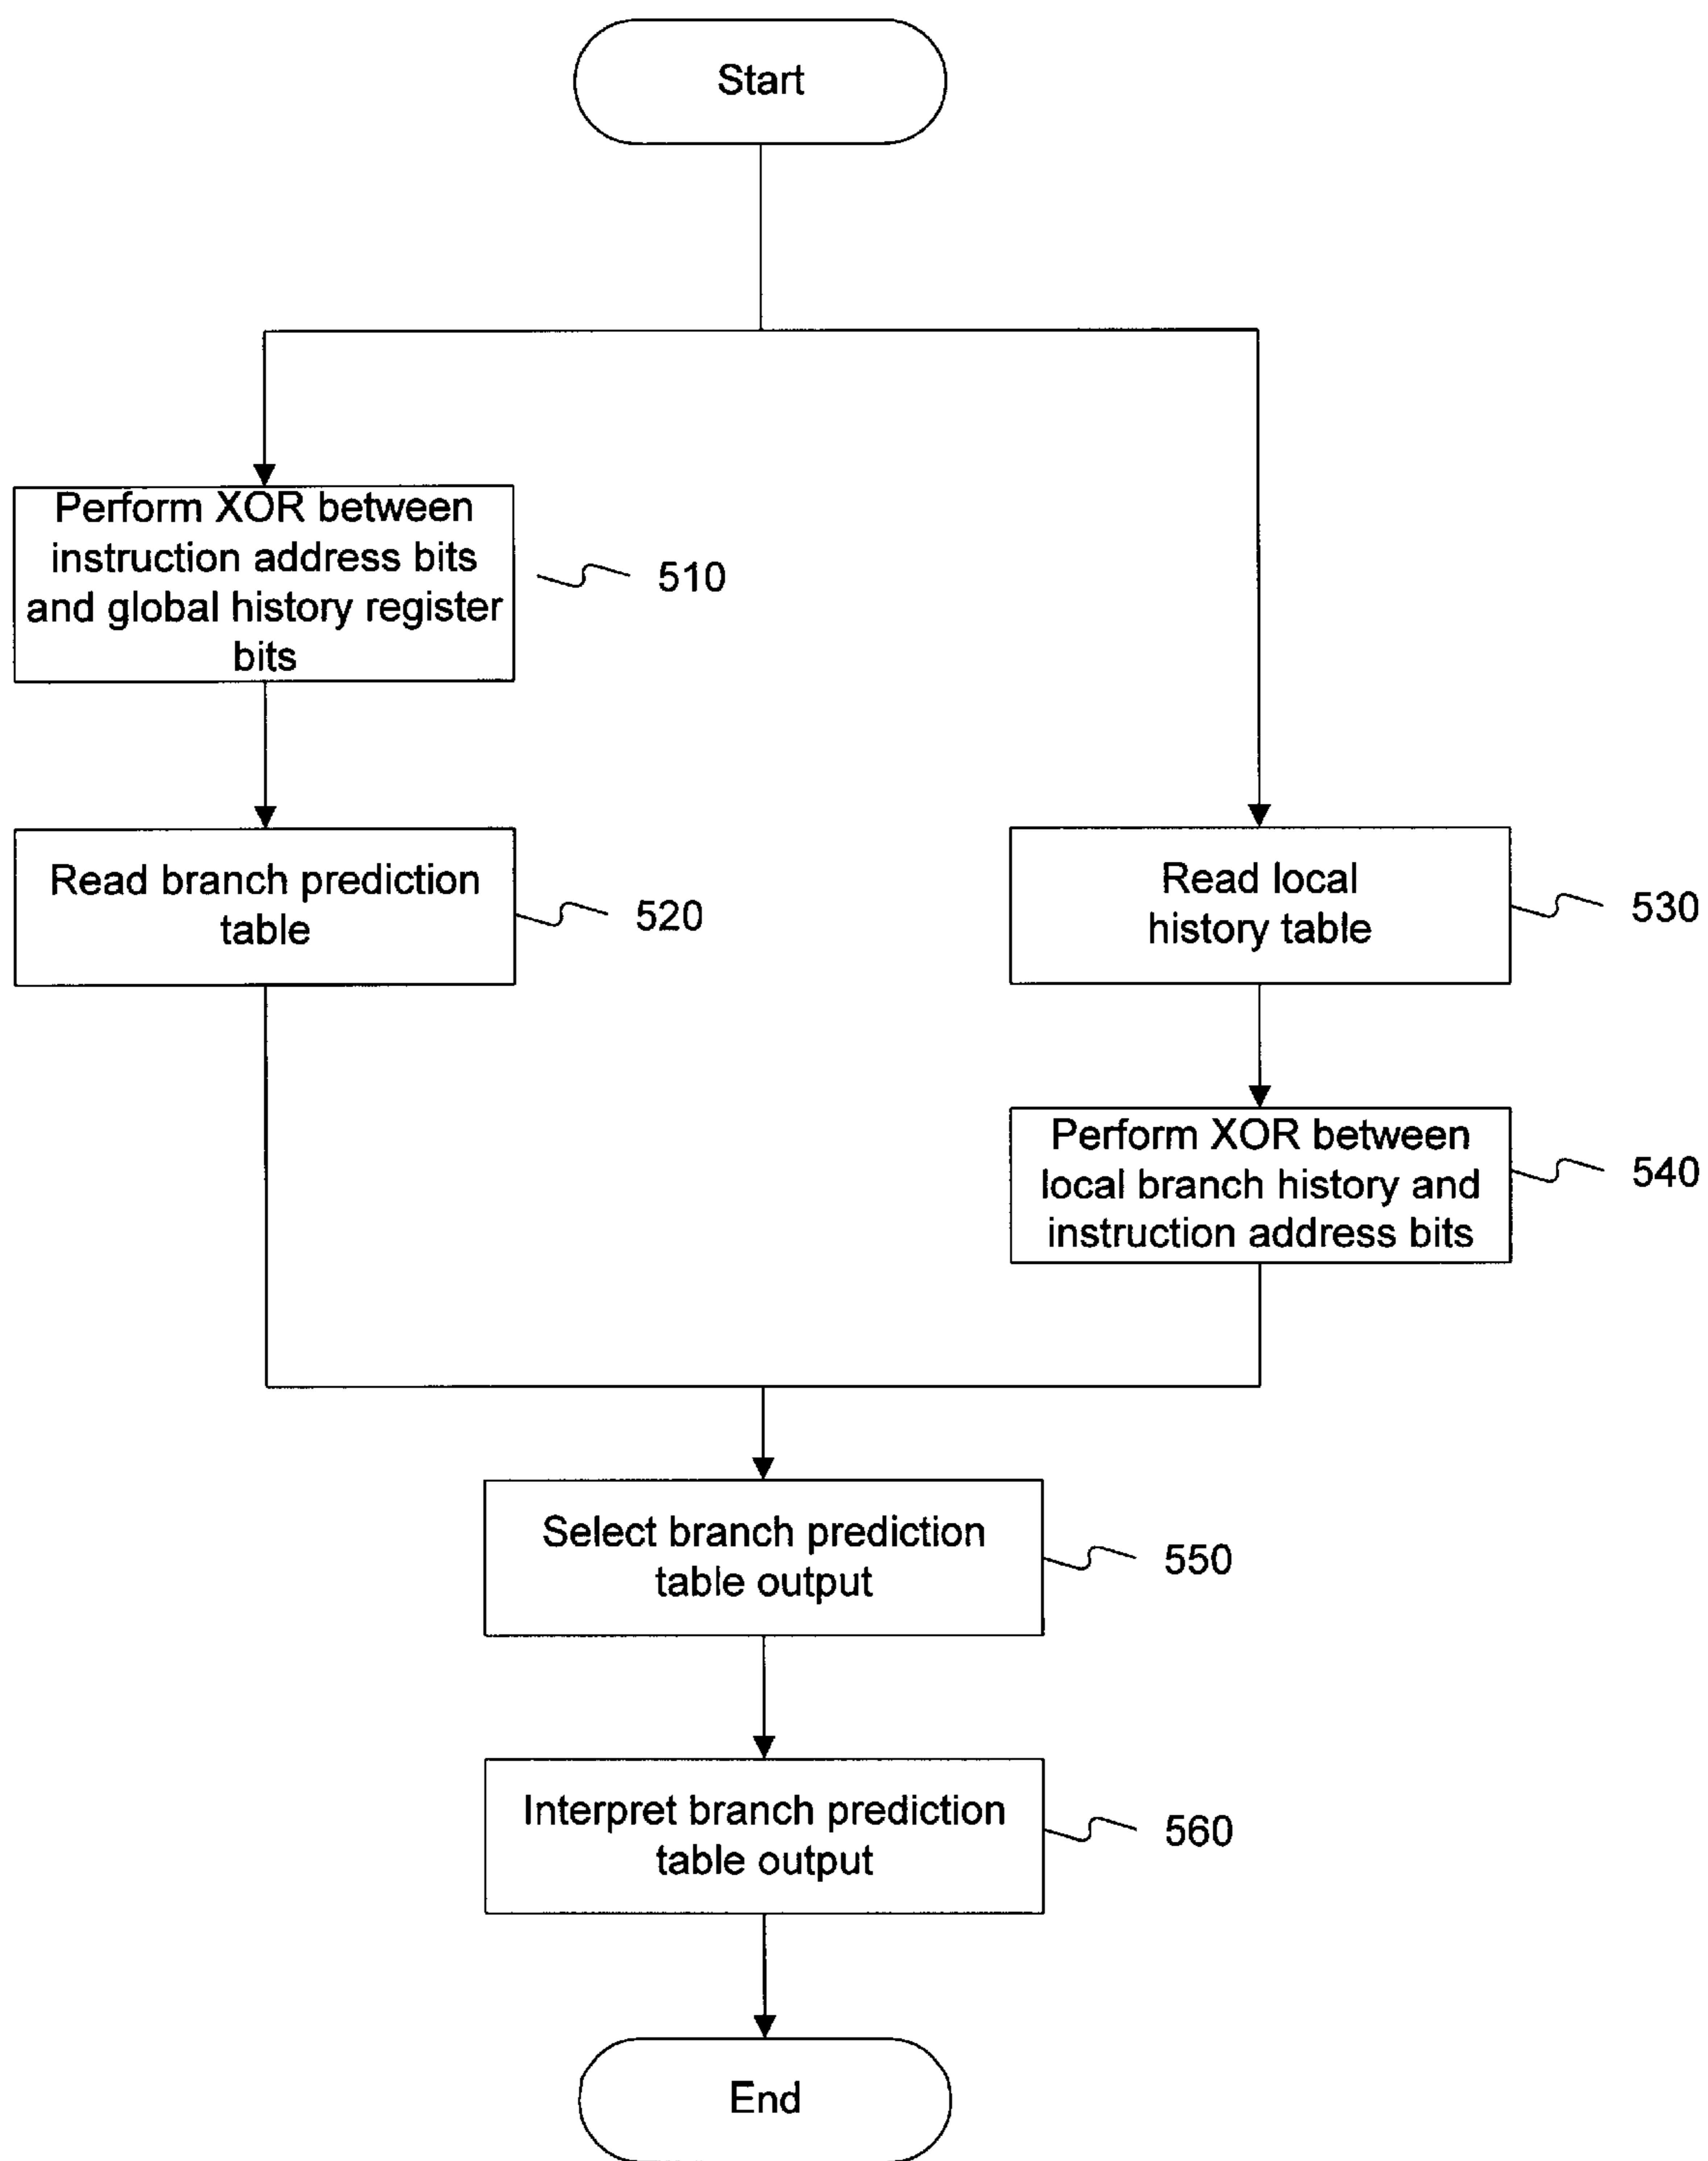 Start
Perform XOR between
instruction address bits
and global history register
bits
510
Read branch prediction
table
520
Read local
history table
530
Perform XOR between
local branch history and
instruction address bits
540
Select branch prediction
table output
550
Interpret branch prediction
table output
560
End